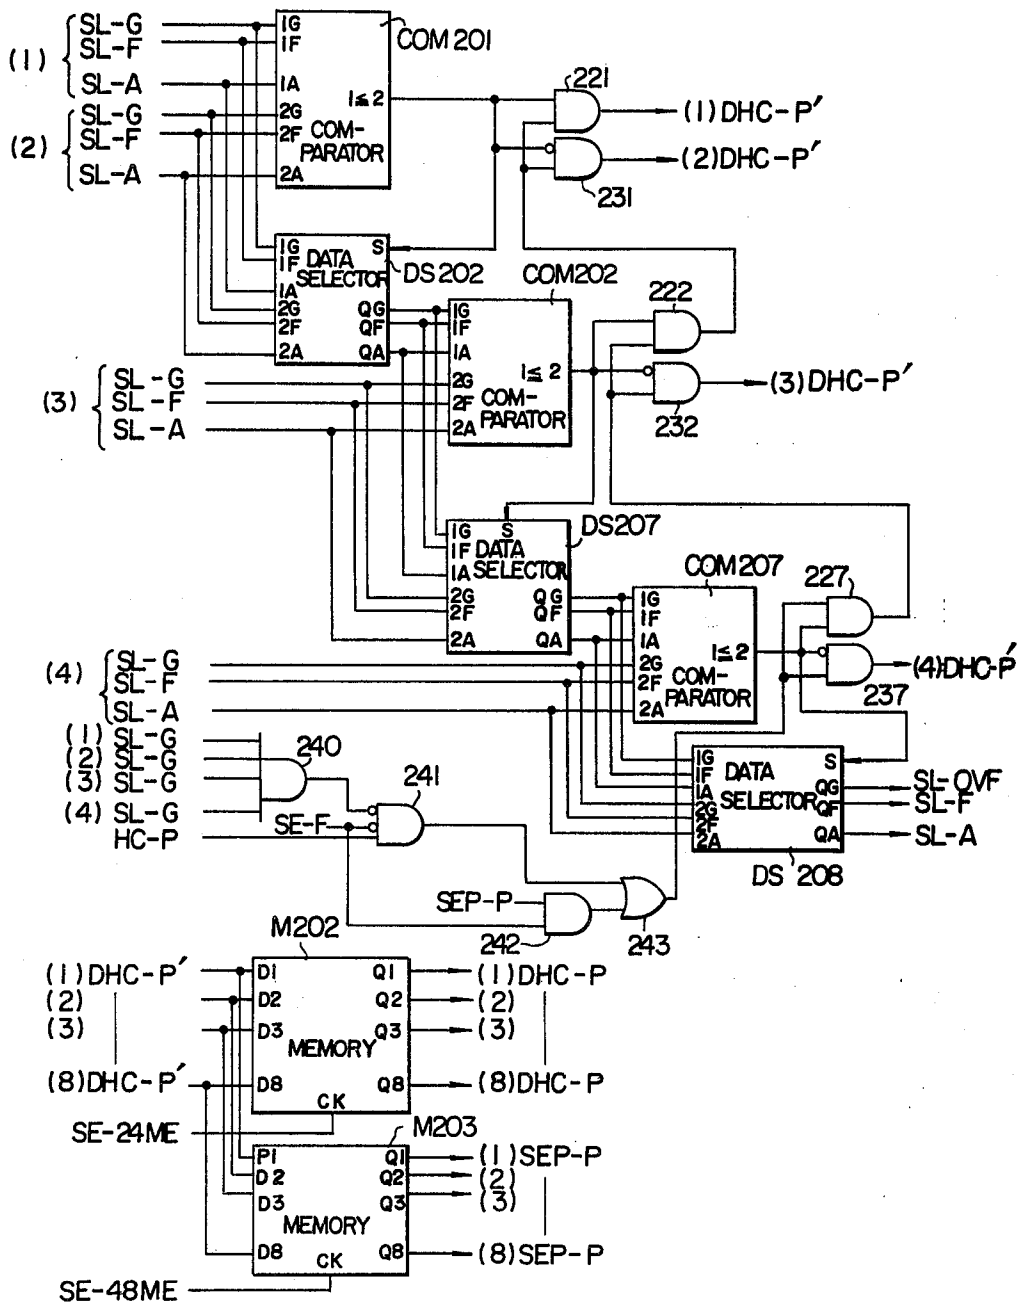 (1) SL-G
SL-F
SL-A
(2) SL-G
SL-F
SL-A
1G
1F
1A
1≦2
2G
2F
2A
COM-
PARATOR
COM201
221
(1)DHC-P′
(2)DHC-P′
231
1G
1F
1A
2G
2F
2A
DATA
SELECTOR
S
QG
QF
QA
DS202
COM202
1G
1F
1A
1≦2
2G
2F
2A
COM-
PARATOR
222
(3)DHC-P′
232
(3) SL-G
SL-F
SL-A
1G
1F
1A
2G
2F
2A
S
DATA
SELECTOR
QG
QF
QA
DS207
COM207
1G
1F
1A
1≦2
2G
2F
2A
COM-
PARATOR
227
(4)DHC-P′
237
(4) SL-G
SL-F
SL-A
(1) SL-G
(2) SL-G
(3) SL-G
(4) SL-G
HC-P
240
241
SE-F
1G
1F
1A
2G
2F
2A
DATA
SELECTOR
S
QG
QF
QA
SL-OVF
SL-F
SL-A
DS 208
SEP-P
242
243
M202
(1)DHC-P′
(2)
(3)
(8)DHC-P′
D1
D2
D3
D8
MEMORY
CK
Q1
Q2
Q3
Q8
(1)DHC-P
(2)
(3)
(8)DHC-P
SE-24ME
M203
P1
D2
D3
D8
MEMORY
CK
Q1
Q2
Q3
Q8
(1)SEP-P
(2)
(3)
(8)SEP-P
SE-48ME